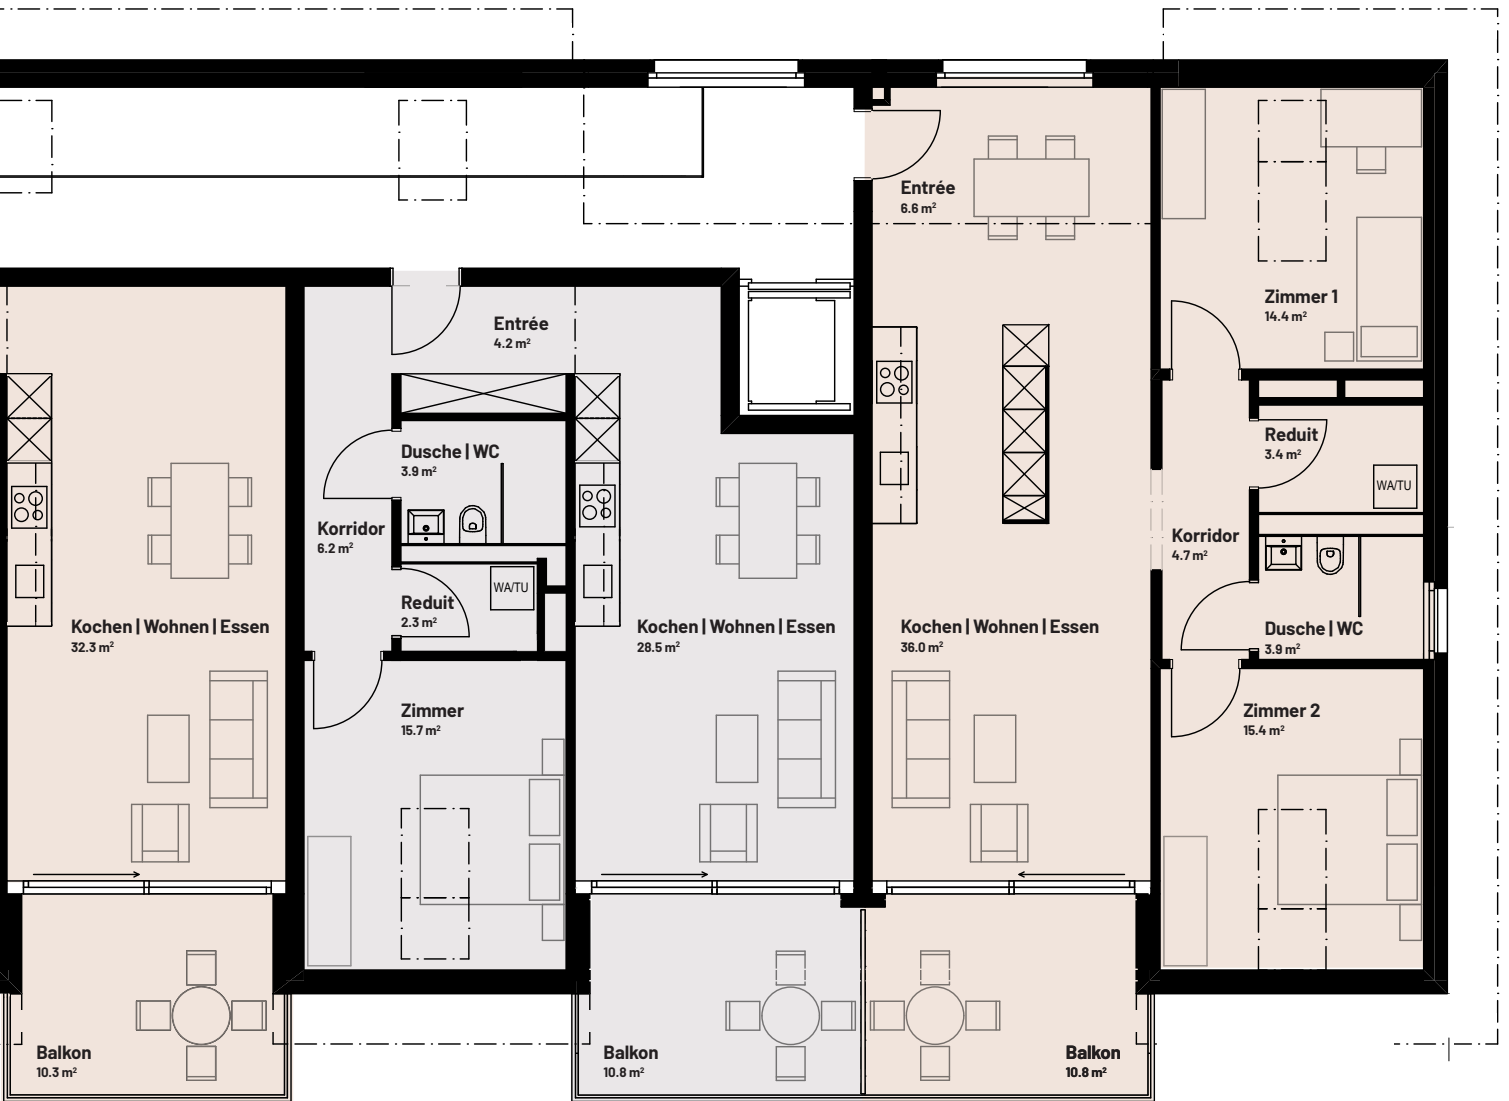 Entrée
6.6 m²
Zimmer 1
14.4 m²
Entrée
4.2 m²
Dusche | WC
3.9 m²
Reduit
3.4 m²
WA/TU
Korridor
6.2 m²
Korridor
4.7 m²
WA/TU
Reduit
2.3 m²
Kochen | Wohnen | Essen
32.3 m²
Kochen | Wohnen | Essen
28.5 m²
Kochen | Wohnen | Essen
36.0 m²
Dusche | WC
3.9 m²
Zimmer
15.7 m²
Zimmer 2
15.4 m²
Balkon
10.3 m²
Balkon
10.8 m²
Balkon
10.8 m²